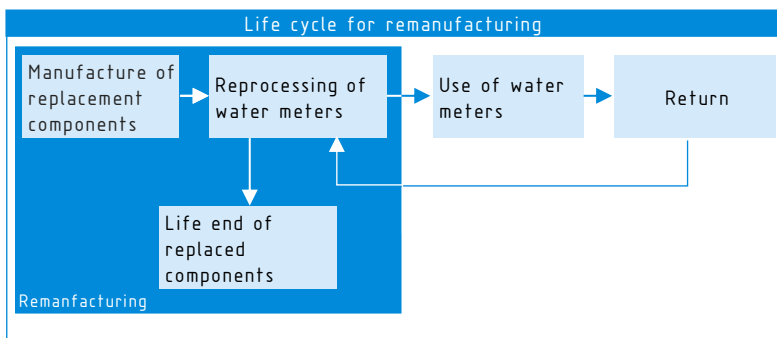 Life cycle for remanufacturing
Manufacture of
replacement
components
Reprocessing of
water meters
Use of water
meters
Return
Life end of
replaced
components
Remanfacturing